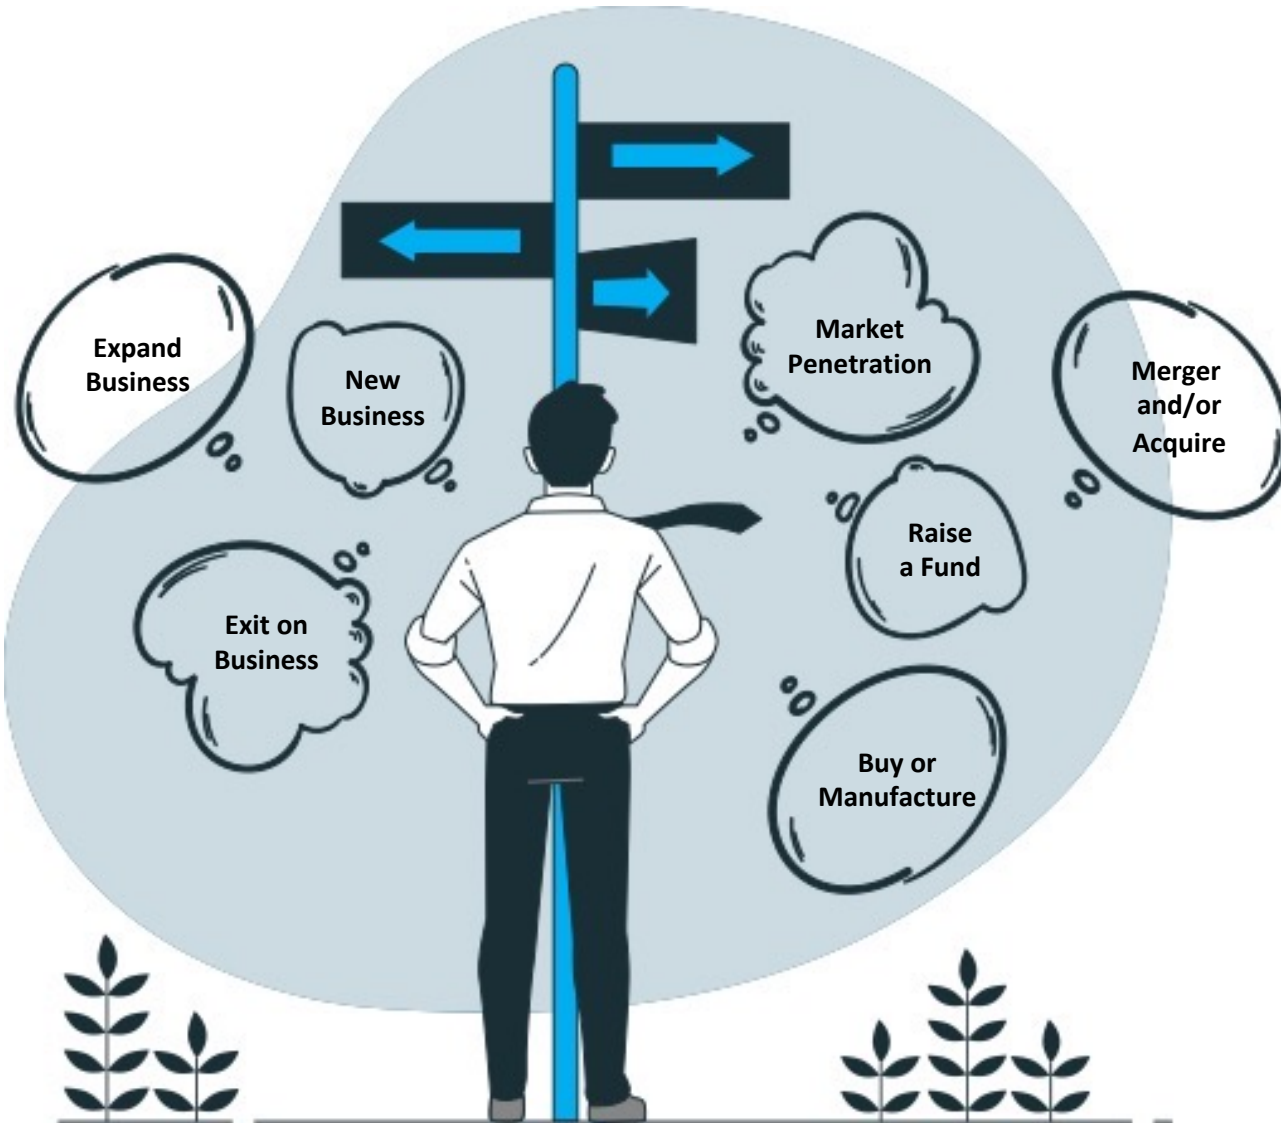 Expand
Business
New
Business
Market
Penetration
Merger
and/or
Acquire
Raise
a Fund
Exit on
Business
Buy or
Manufacture